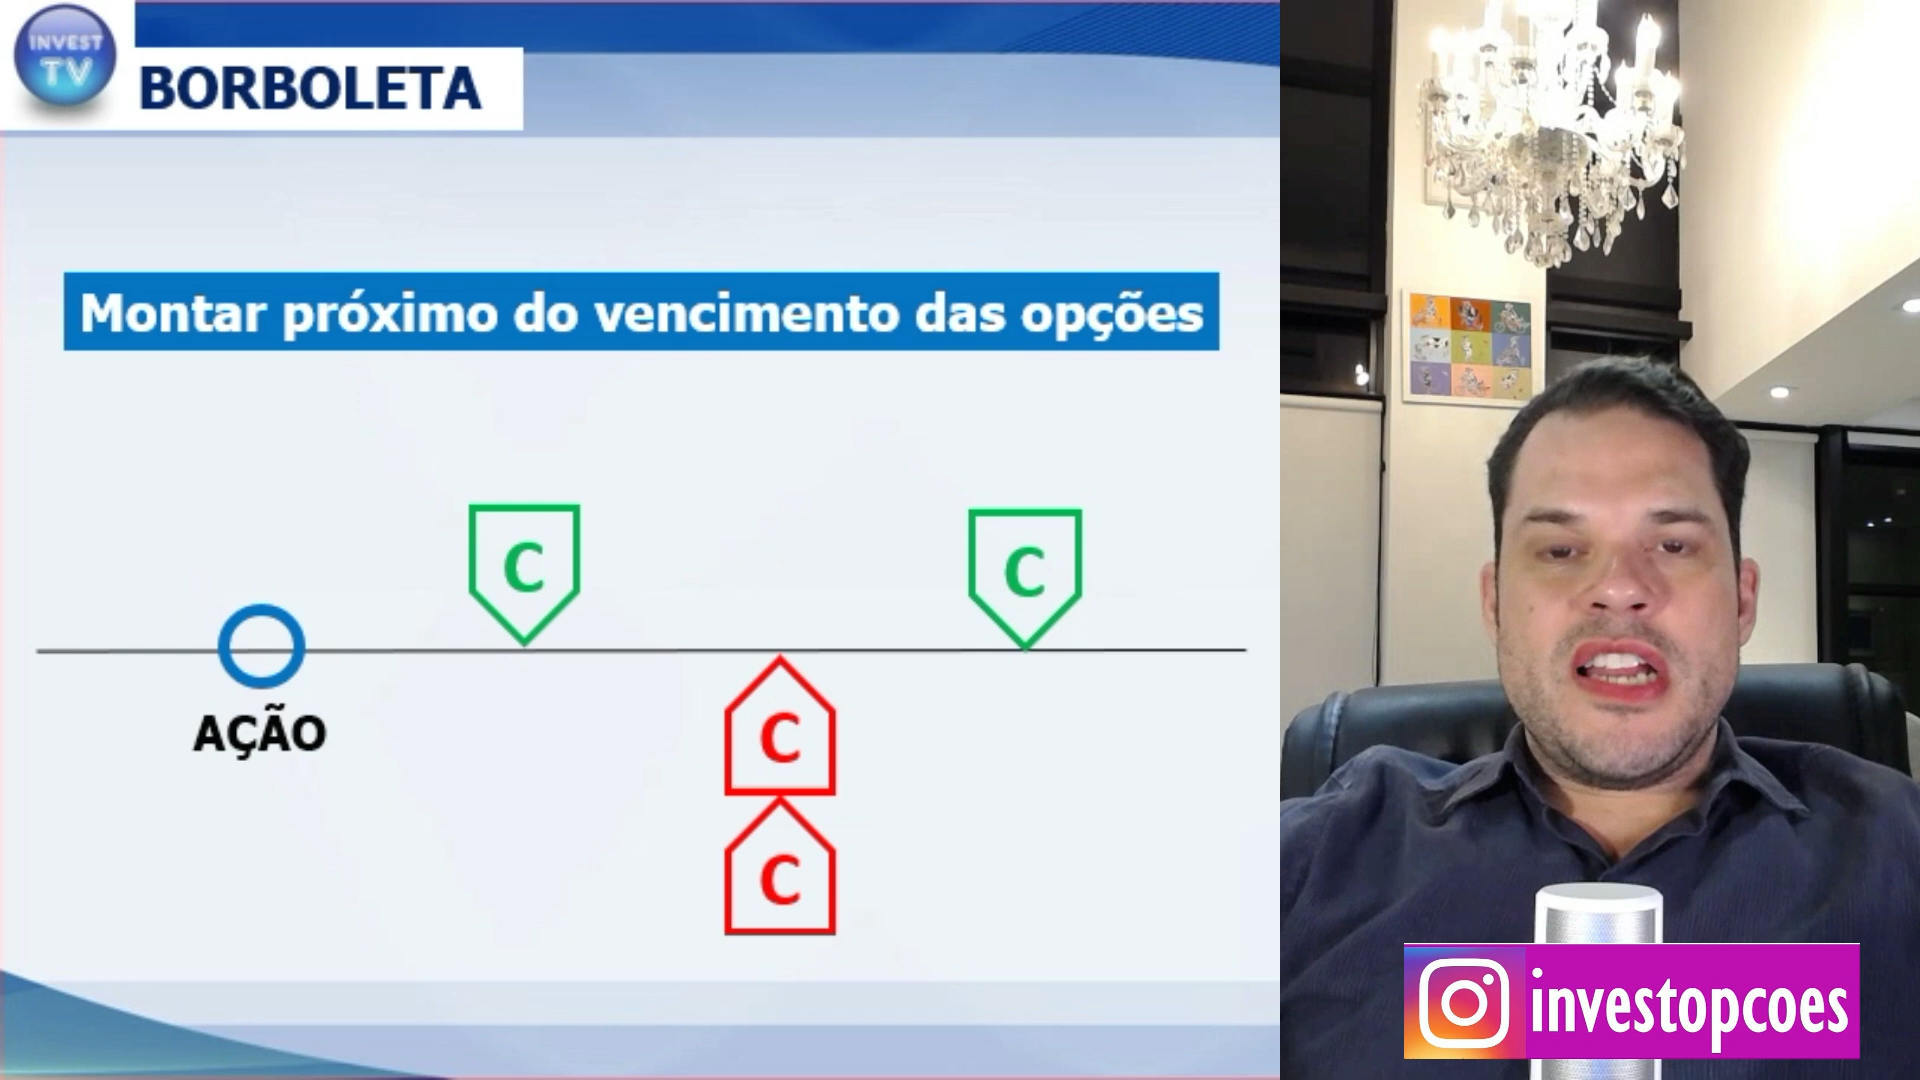 INVEST
TV
BORBOLETA
Montar próximo do vencimento das opções
C
C
AÇÃO
C
C
investopcoes